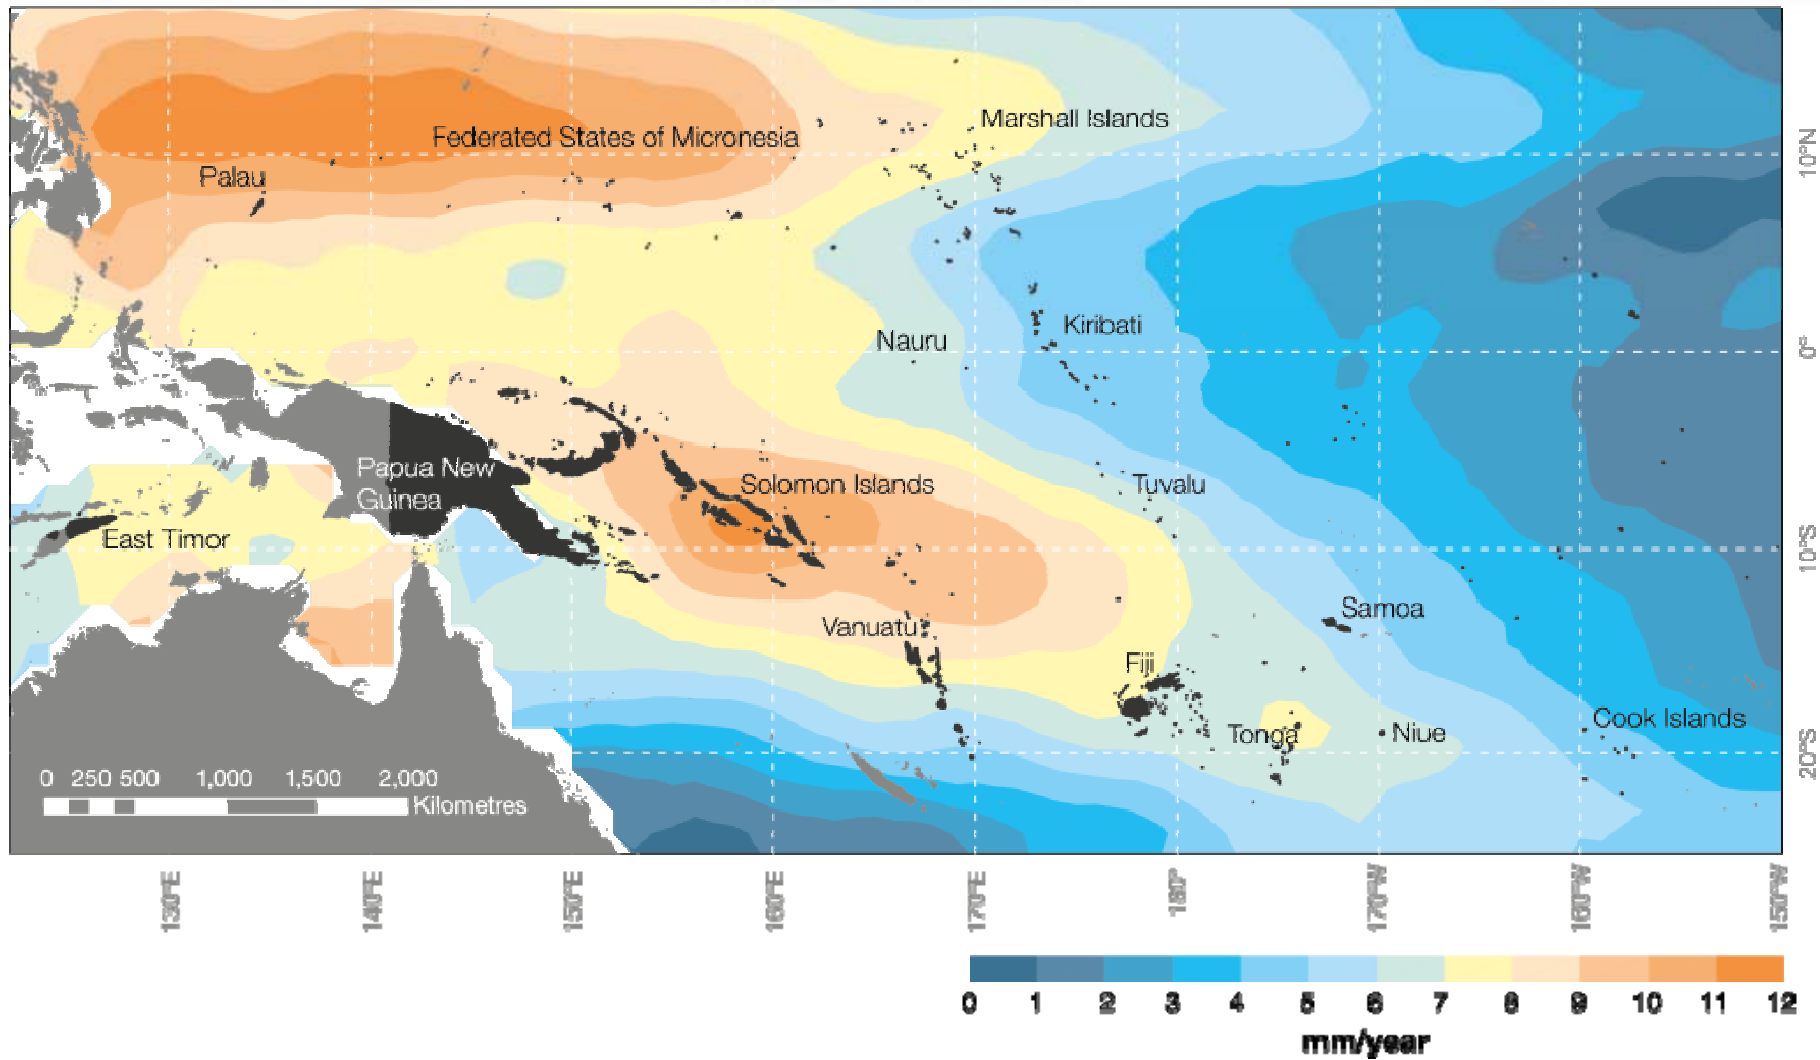 Marshall Islands
Federated States of Micronesia
10°N
Palau
Kiribati
Nauru
0°
Papua New
Guinea
Solomon Islands
Tuvalu
East Timor
10°S
Samoa
Vanuatu
Fiji
Cook Islands
Tonga
Niue
20°S
0 250 500 1,000 1,500 2,000
Kilometres
130°E 140°E 150°E 160°E 170°E 180° 170°W 160°W 150°W
0 1 2 3 4 5 6 7 8 9 10 11 12
mm/year